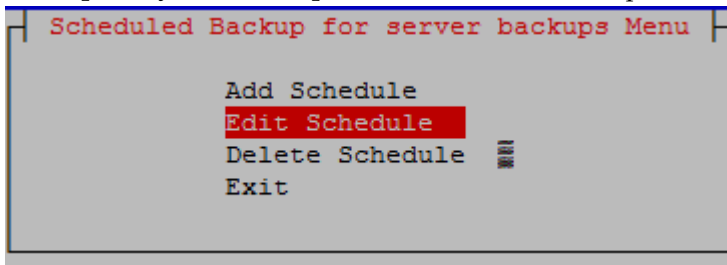 Scheduled Backup for server backups Menu
Add Schedule
Edit Schedule
Delete Schedule
Exit